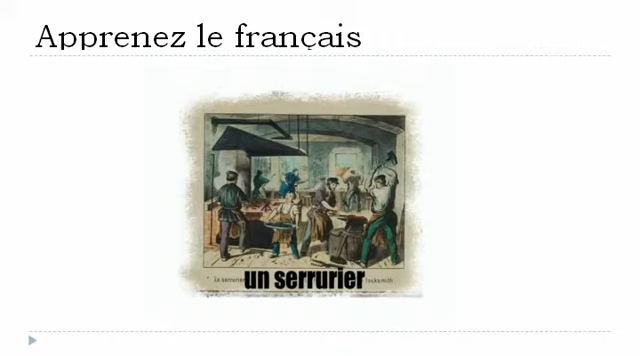 Apprenez le français
Le serrurier locksmith
un serrurier